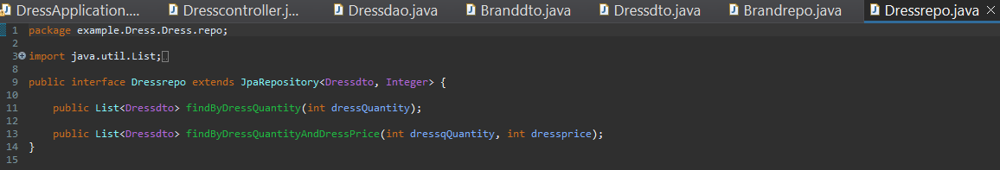 DressApplication.... Dresscontroller.j... Dressdao.java Branddto.java Dressdto.java Brandrepo.java Dressrepo.java
1 package example.Dress.Dress.repo;
2
3 import java.util.List;
8
9 public interface Dressrepo extends JpaRepository<Dressdto, Integer> {
10
11 public List<Dressdto> findByDressQuantity(int dressQuantity);
12
13 public List<Dressdto> findByDressQuantityAndDressPrice(int dressqQuantity, int dressprice);
14 }
15